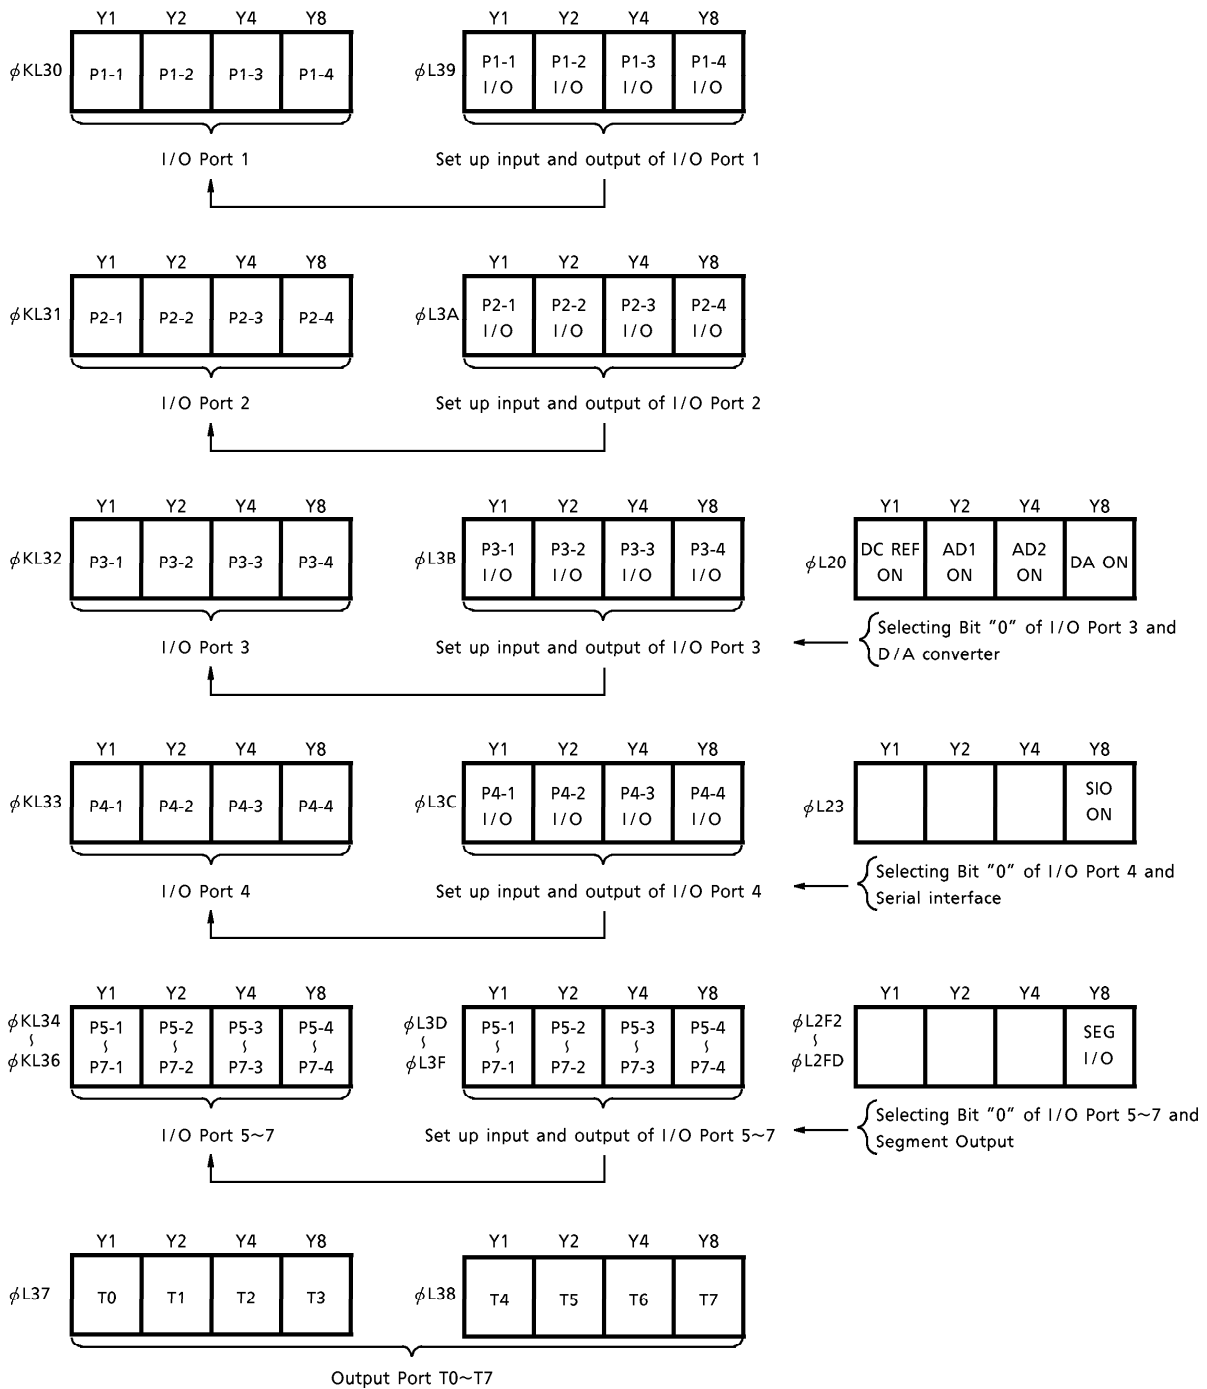 Y1 Y2 Y4 Y8 Y1 Y2 Y4 Y8
ϕKL30 P1-1 P1-2 P1-3 P1-4 ϕL39 P1-1 P1-2 P1-3 P1-4
I/O I/O I/O I/O
I/O Port 1 Set up input and output of I/O Port 1
Y1 Y2 Y4 Y8 Y1 Y2 Y4 Y8
ϕKL31 P2-1 P2-2 P2-3 P2-4 ϕL3A P2-1 P2-2 P2-3 P2-4
I/O I/O I/O I/O
I/O Port 2 Set up input and output of I/O Port 2
Y1 Y2 Y4 Y8 Y1 Y2 Y4 Y8 Y1 Y2 Y4 Y8
ϕKL32 P3-1 P3-2 P3-3 P3-4 ϕL3B P3-1 P3-2 P3-3 P3-4 ϕL20 DC REF AD1 AD2 DA ON
I/O I/O I/O I/O ON ON ON
I/O Port 3 Set up input and output of I/O Port 3 Selecting Bit "0" of I/O Port 3 and
D/A converter
Y1 Y2 Y4 Y8 Y1 Y2 Y4 Y8 Y1 Y2 Y4 Y8
ϕKL33 P4-1 P4-2 P4-3 P4-4 ϕL3C P4-1 P4-2 P4-3 P4-4 ϕL23 SIO
I/O I/O I/O I/O ON
I/O Port 4 Set up input and output of I/O Port 4 Selecting Bit "0" of I/O Port 4 and
Serial interface
Y1 Y2 Y4 Y8 Y1 Y2 Y4 Y8 Y1 Y2 Y4 Y8
ϕKL34 P5-1 P5-2 P5-3 P5-4 ϕL3D P5-1 P5-2 P5-3 P5-4 ϕL2F2 SEG
~ ~ ~ ~ ~ ~ ~ ~ ~ ~ ~
ϕKL36 P7-1 P7-2 P7-3 P7-4 ϕL3F P7-1 P7-2 P7-3 P7-4 ϕL2FD I/O
I/O Port 5~7 Set up input and output of I/O Port 5~7 Selecting Bit "0" of I/O Port 5~7 and
Segment Output
Y1 Y2 Y4 Y8 Y1 Y2 Y4 Y8
ϕL37 T0 T1 T2 T3 ϕL38 T4 T5 T6 T7
Output Port T0~T7